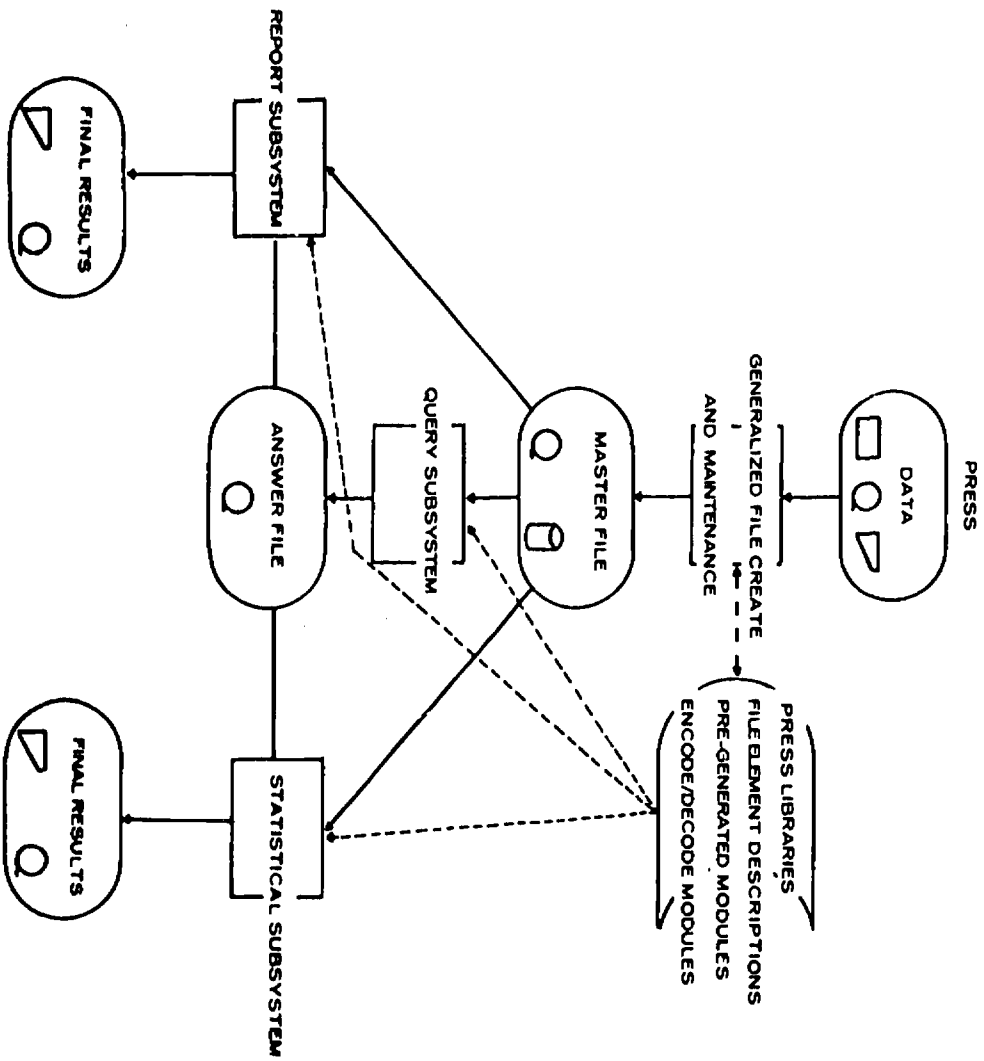 PRESS
DATA
GENERALIZED FILE CREATE
AND MAINTENANCE
PRESS LIBRARIES
FILE ELEMENT DESCRIPTIONS
PRE-GENERATED MODULES
ENCODE/DECODE MODULES
MASTER FILE
QUERY SUBSYSTEM
REPORT SUBSYSTEM
ANSWER FILE
STATISTICAL SUBSYSTEM
FINAL RESULTS
FINAL RESULTS